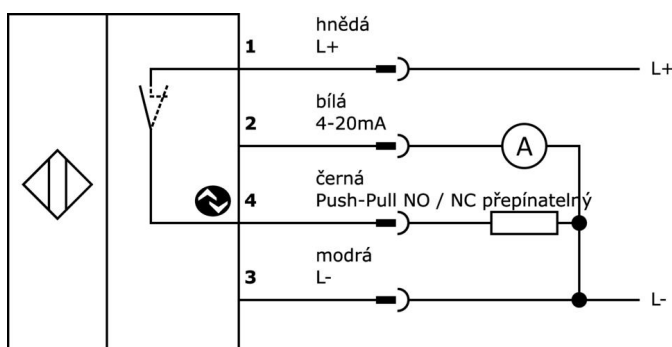 hnědá
1 L+
L+
bílá
2 4-20mA
A
černá
4 Push-Pull NO / NC přepínatelný
modrá
3 L-
L-